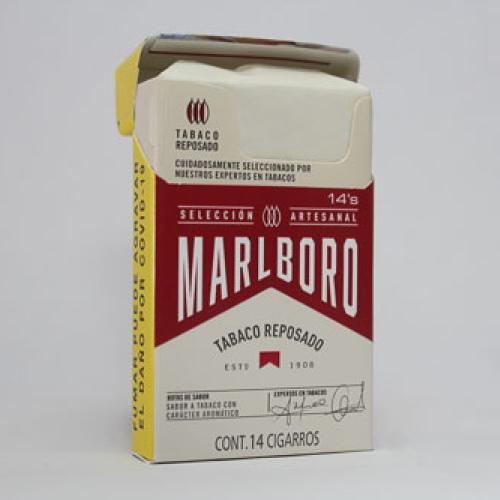 TABACO
REPOSADO
CUIDADOSAMENTE SELECCIONADO POR
NUESTROS EXPERTOS EN TABACOS
14's
SELECCIÓN ARTESANAL
MARLBORO
TABACO REPOSADO
ESTD 1908
NOTAS DE SABOR
SABOR A TABACO CON
CARÁCTER AROMÁTICO
EXPERTOS EN TABACOS
CONT. 14 CIGARROS
FUMAR PUEDE AGRAVAR
EL DAÑO POR COVID-19